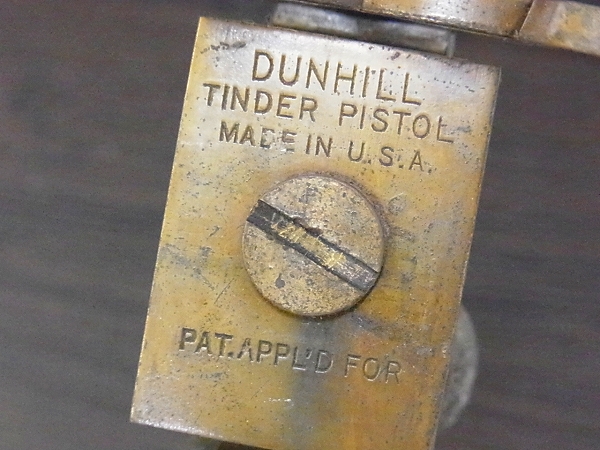 DUNHILL
TINDER PISTOL
MADE IN U.S.A.
PAT. APPL'D FOR